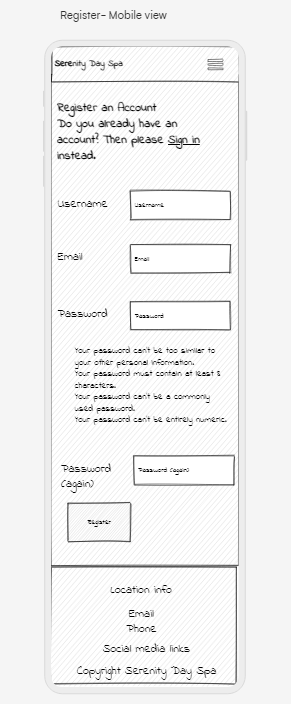 Register- Mobile view
Serenity Day Spa
Register an Account
Do you already have an
account? Then please Sign in
instead.
Username
Username
Email
Email
Password
Password
Your password can't be too similar to
your other personal information.
Your password must contain at least 8
characters.
Your password can't be a commonly
used password.
Your password can't be entirely numeric.
Password
(again)
Password (again)
Register
Location info
Email
Phone
Social media links
Copyright Serenity Day Spa